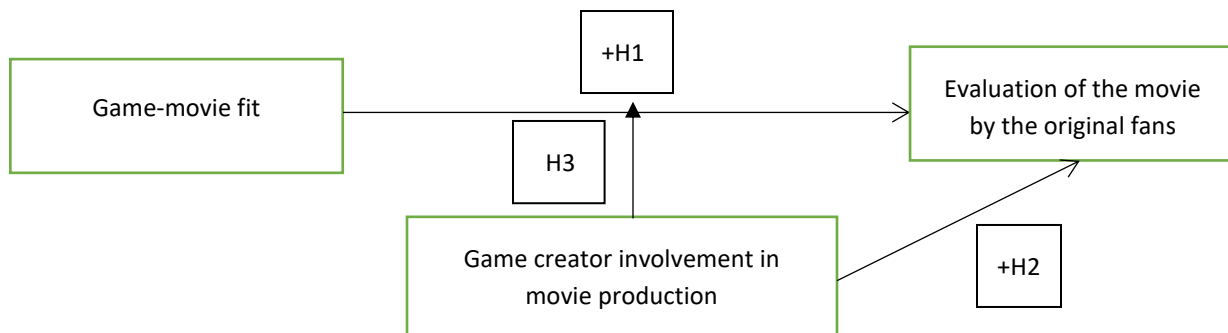 +H1
Game-movie fit
Evaluation of the movie
by the original fans
H3
Game creator involvement in
movie production
+H2